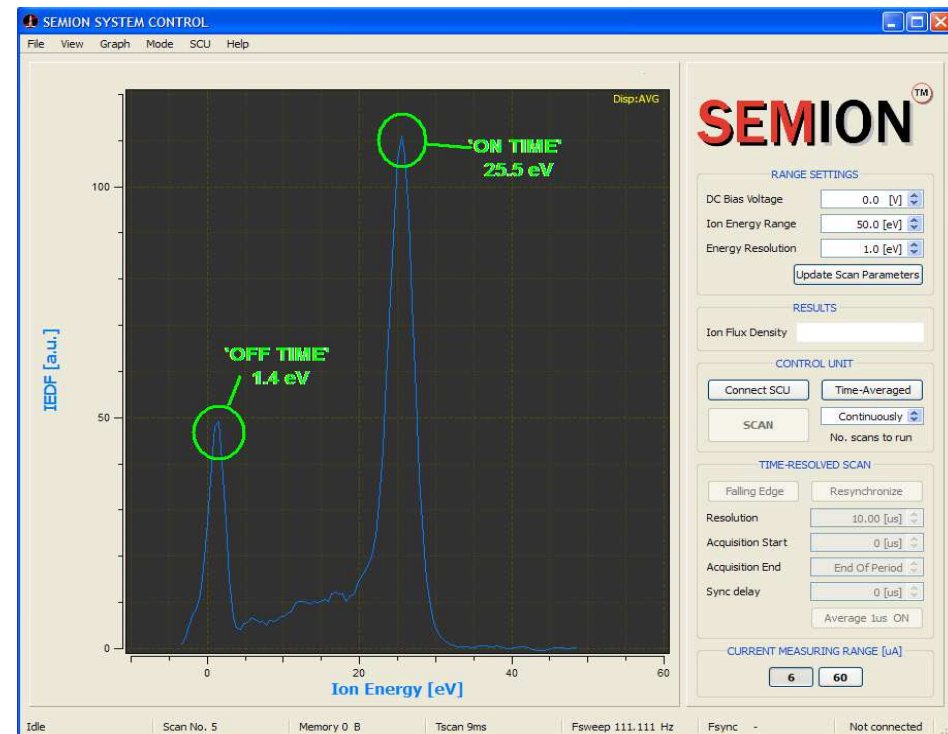 SEMION SYSTEM CONTROL
File View Graph Mode SCU Help
Disp:AVG
'ON TIME'
25.5 eV
'OFF TIME'
1.4 eV
IEDF [a.u.]
100
50
0
0 20 40 60
Ion Energy [eV]
SEMION TM
RANGE SETTINGS
DC Bias Voltage 0.0 [V]
Ion Energy Range 50.0 [eV]
Energy Resolution 1.0 [eV]
Update Scan Parameters
RESULTS
Ion Flux Density
CONTROL UNIT
Connect SCU Time-Averaged
SCAN Continuously
No. scans to run
TIME-RESOLVED SCAN
Falling Edge Resynchronize
Resolution 10.00 [us]
Acquisition Start 0 [us]
Acquisition End End Of Period
Sync delay 0 [us]
Average 1us ON
CURRENT MEASURING RANGE [uA]
6 60
Idle Scan No. 5 Memory 0 B Tscan 9ms Fsweep 111.111 Hz Fsync - Not connected